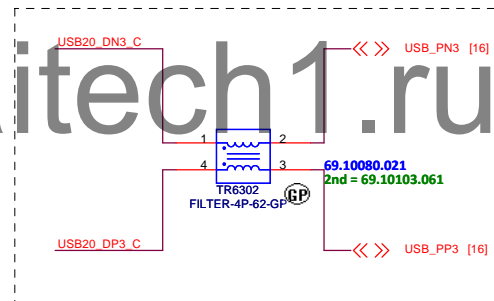 USB20_DN3_C
USB_PN3 [16]
itech1.ru
1
2
4
3
69.10080.021
2nd = 69.10103.061
TR6302
FILTER-4P-62-GP
GP
USB20_DP3_C
USB_PP3 [16]